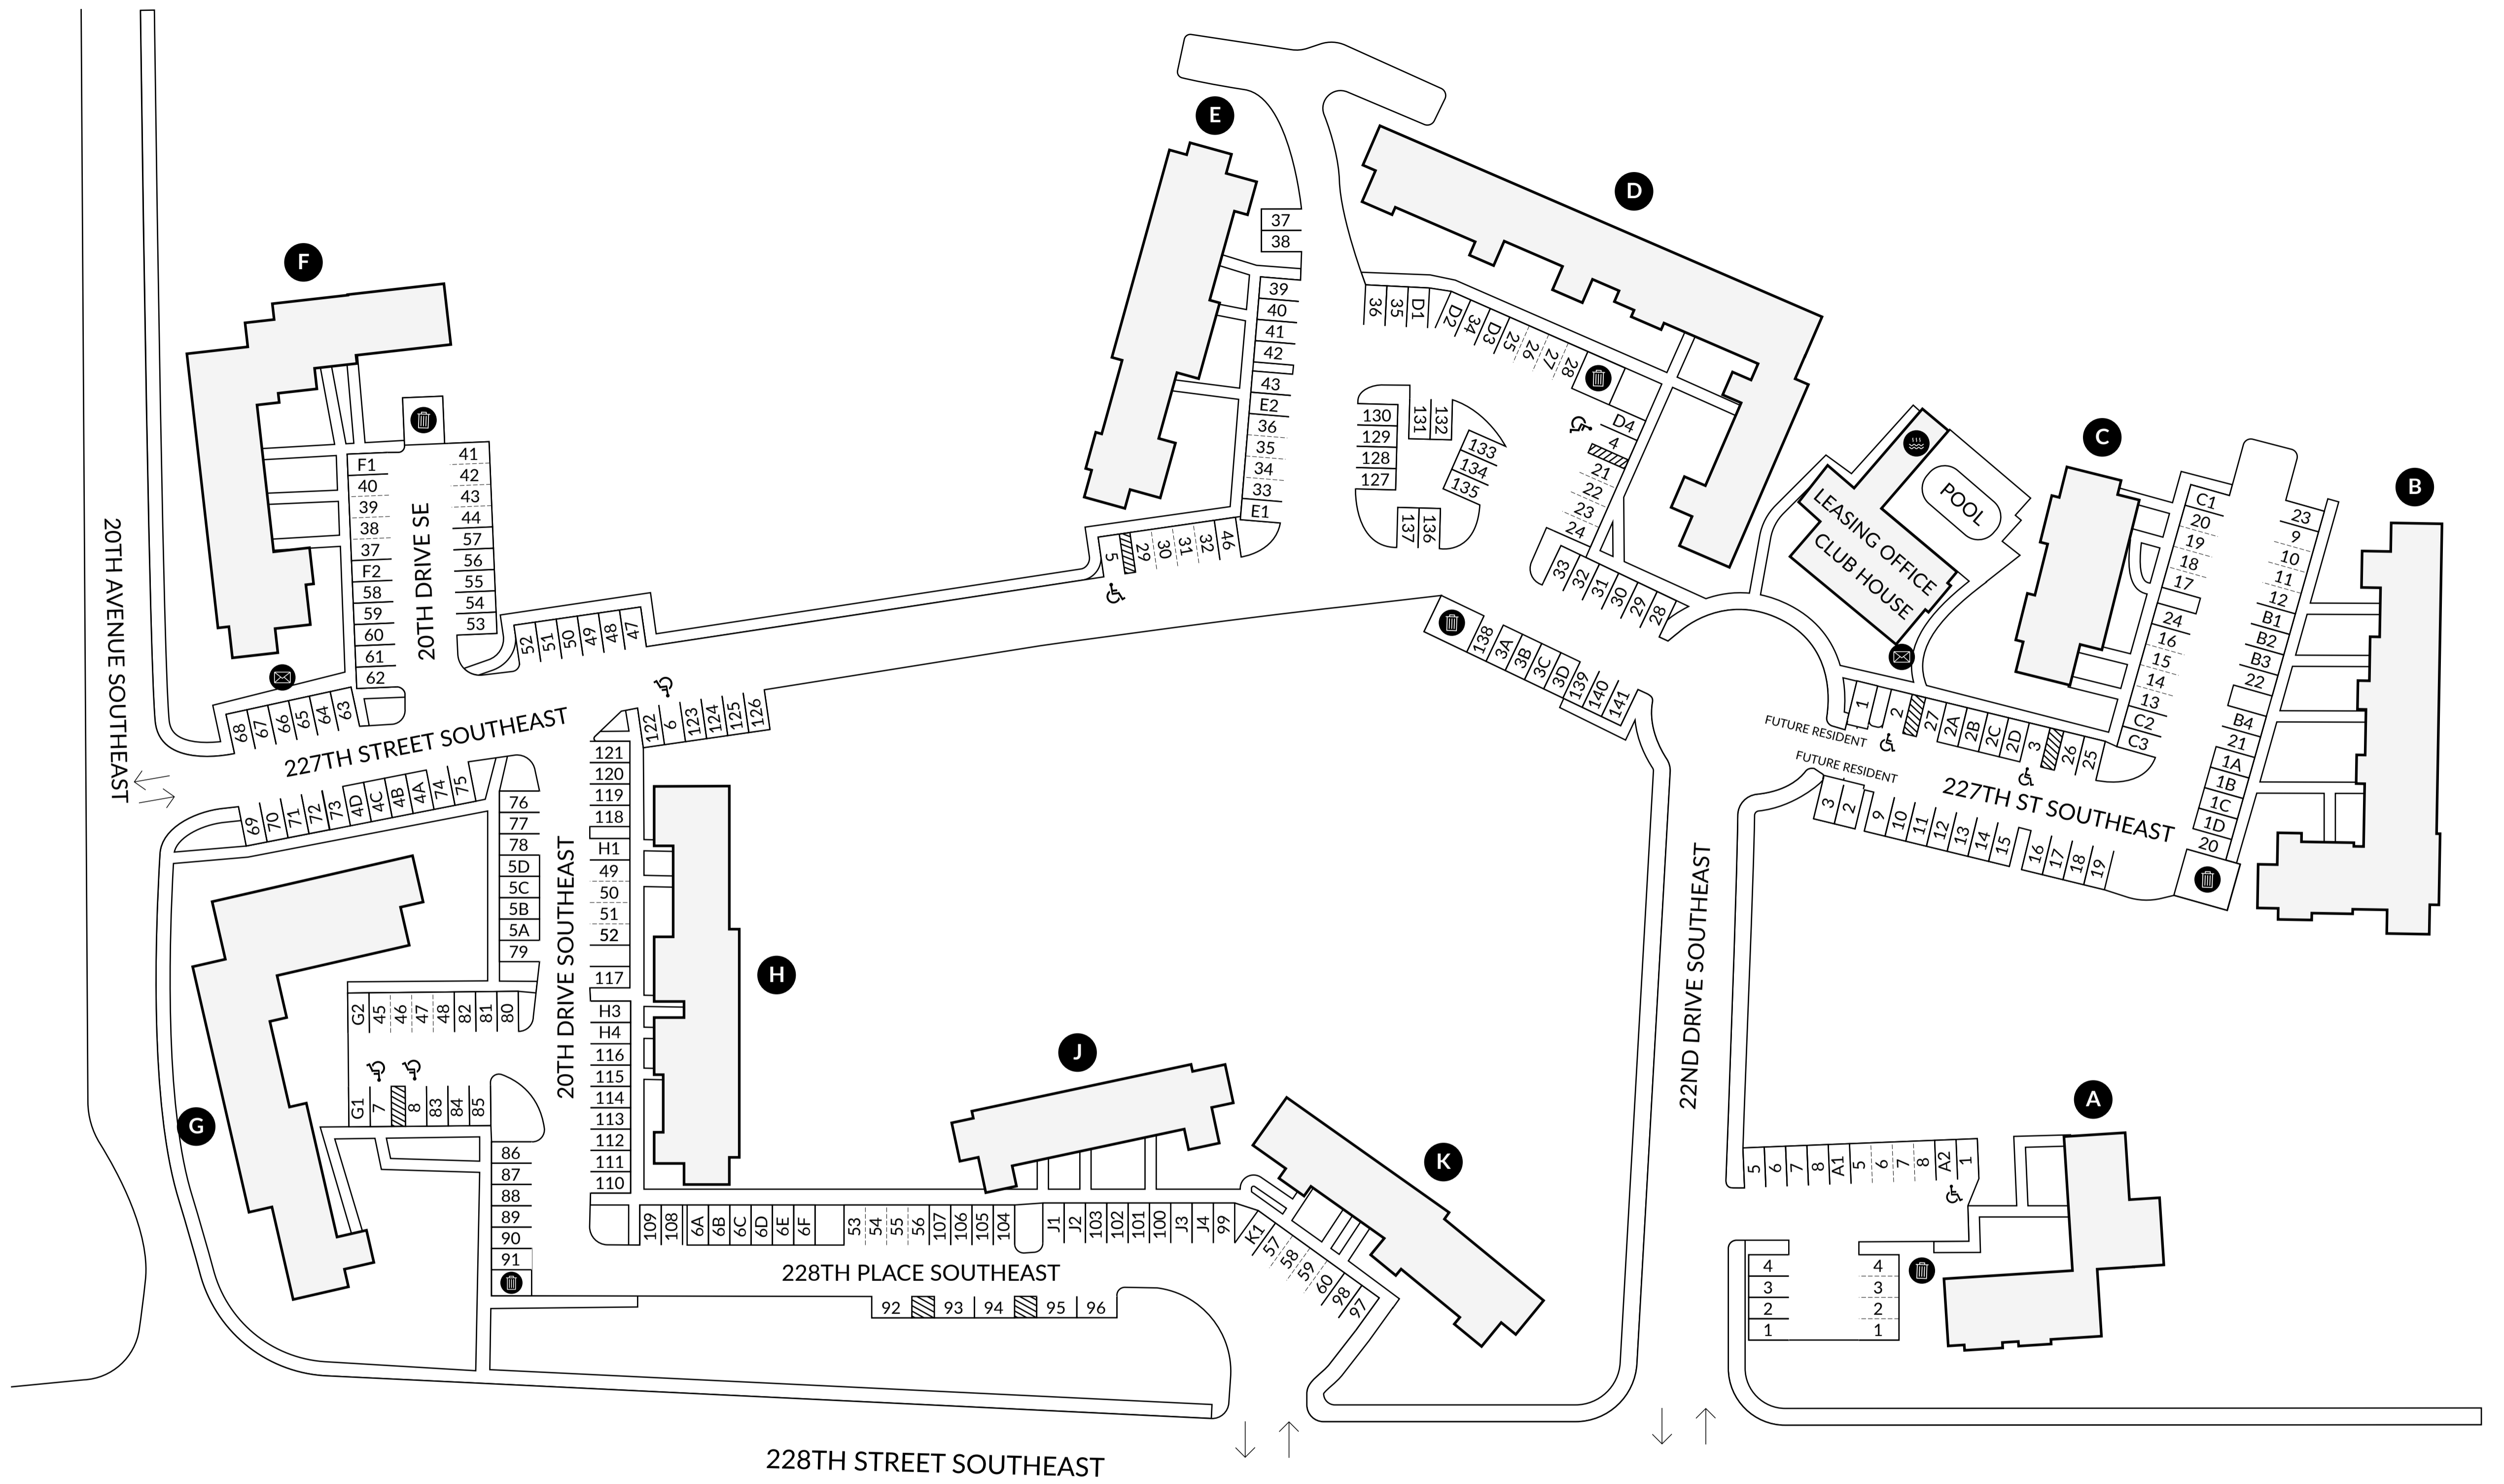 E
D
F
C
B
37
38
39
40
41
42
43
E2
36
35
34
33
E1
36
35
D1
D2
34
D3
25
26
27
28
D4
4
21
22
23
24
130
129
128
127
131
132
133
134
135
137
136
5
29
30
31
32
46
33
32
31
30
29
28
138
3A
3B
3C
3D
139
140
141
POOL
LEASING OFFICE
CLUB HOUSE
C1
20
19
18
17
24
16
15
14
13
C2
C3
23
9
10
11
12
B1
B2
B3
22
B4
21
1A
1B
1C
1D
20
1
2
27
2A
2B
2C
2D
3
26
25
FUTURE RESIDENT
FUTURE RESIDENT
3
2
9
10
11
12
13
14
15
16
17
18
19
227TH ST SOUTHEAST
20TH AVENUE SOUTHEAST
20TH DRIVE SE
F1
40
39
38
37
F2
58
59
60
61
62
41
42
43
44
57
56
55
54
53
52
51
50
49
48
47
68
67
66
65
64
63
227TH STREET SOUTHEAST
69
70
71
72
73
4D
4C
4B
4A
74
75
122
6
123
124
125
126
76
77
78
5D
5C
5B
5A
79
20TH DRIVE SOUTHEAST
121
120
119
118
H1
49
50
51
52
117
H3
H4
116
115
114
113
112
111
110
H
G2
45
46
47
48
82
81
80
G1
7
8
83
84
85
G
86
87
88
89
90
91
J
K
109
108
6A
6B
6C
6D
6E
6F
53
54
55
56
107
106
105
104
J1
J2
103
102
101
100
J3
J4
99
K1
57
58
59
60
98
97
228TH PLACE SOUTHEAST
92
93
94
95
96
22ND DRIVE SOUTHEAST
A
5
6
7
8
A1
5
6
7
8
A2
1
4
3
2
1
4
3
2
1
228TH STREET SOUTHEAST